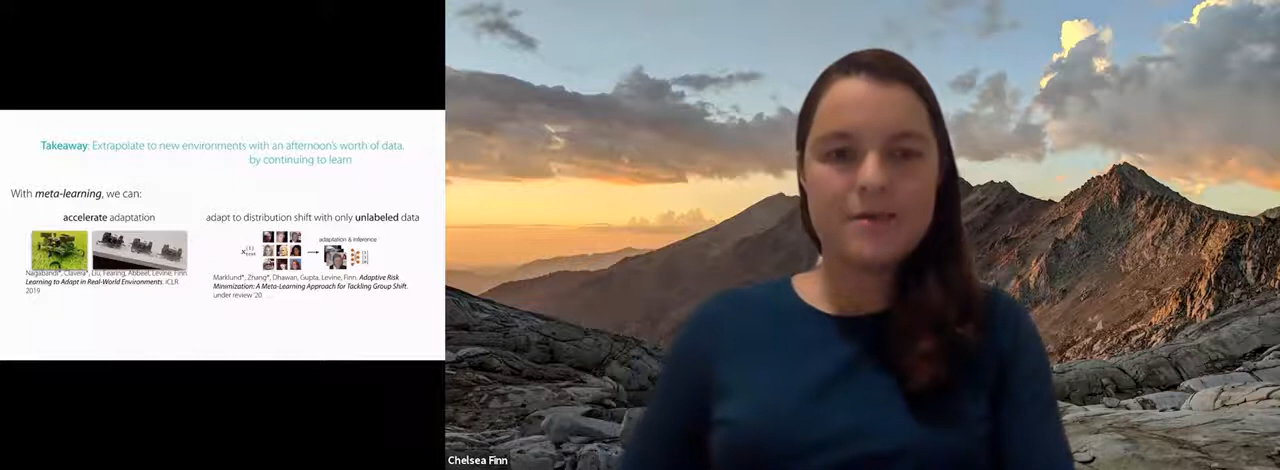 Takeaway: Extrapolate to new environments with an afternoon's worth of data.
by continuing to learn
With meta-learning, we can:
accelerate adaptation
Nagabandi*, Clavera*, Liu, Fearing, Abbeel, Levine, Finn
Learning to Adapt in Real-World Environments. ICLR
2019
adapt to distribution shift with only unlabeled data
adaptation & inference
Marklund*, Zhang*, Dhawan, Gupta, Levine, Finn. Adaptive Risk
Minimization: A Meta-Learning Approach for Tackling Group Shift.
under review '20
Chelsea Finn